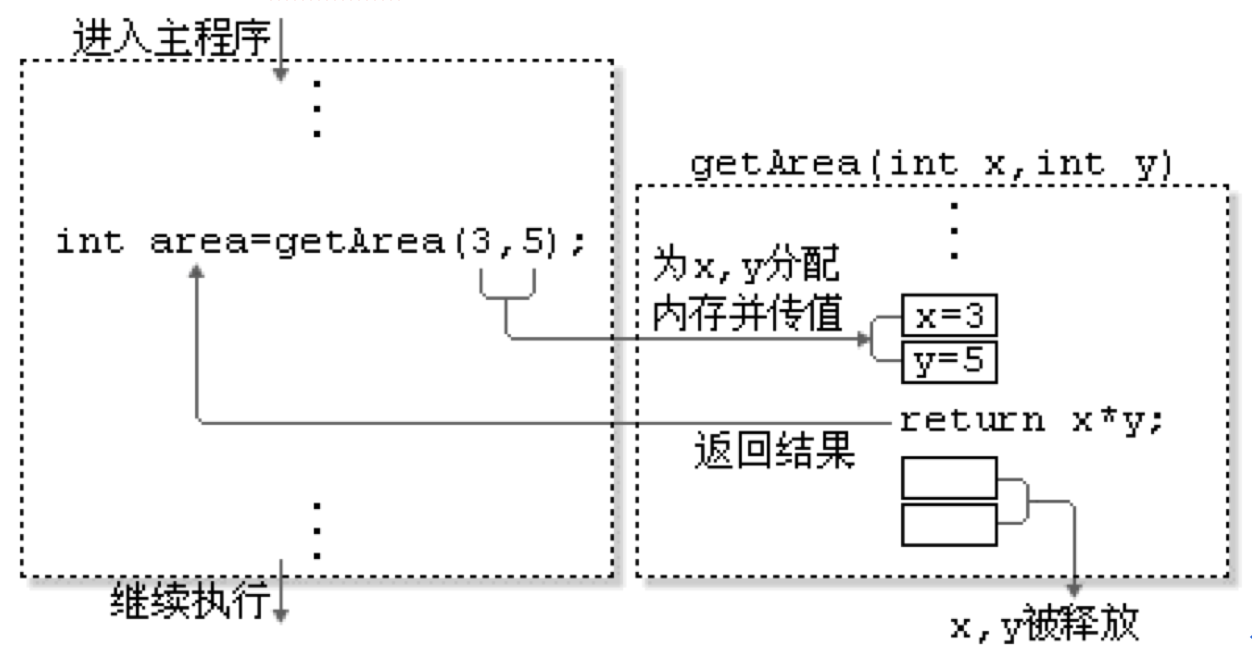 进入主程序
int area=getArea(3,5);
继续执行
getArea(int x,int y)
为x,y分配
内存并传值
x=3
y=5
return x*y;
返回结果
x,y被释放